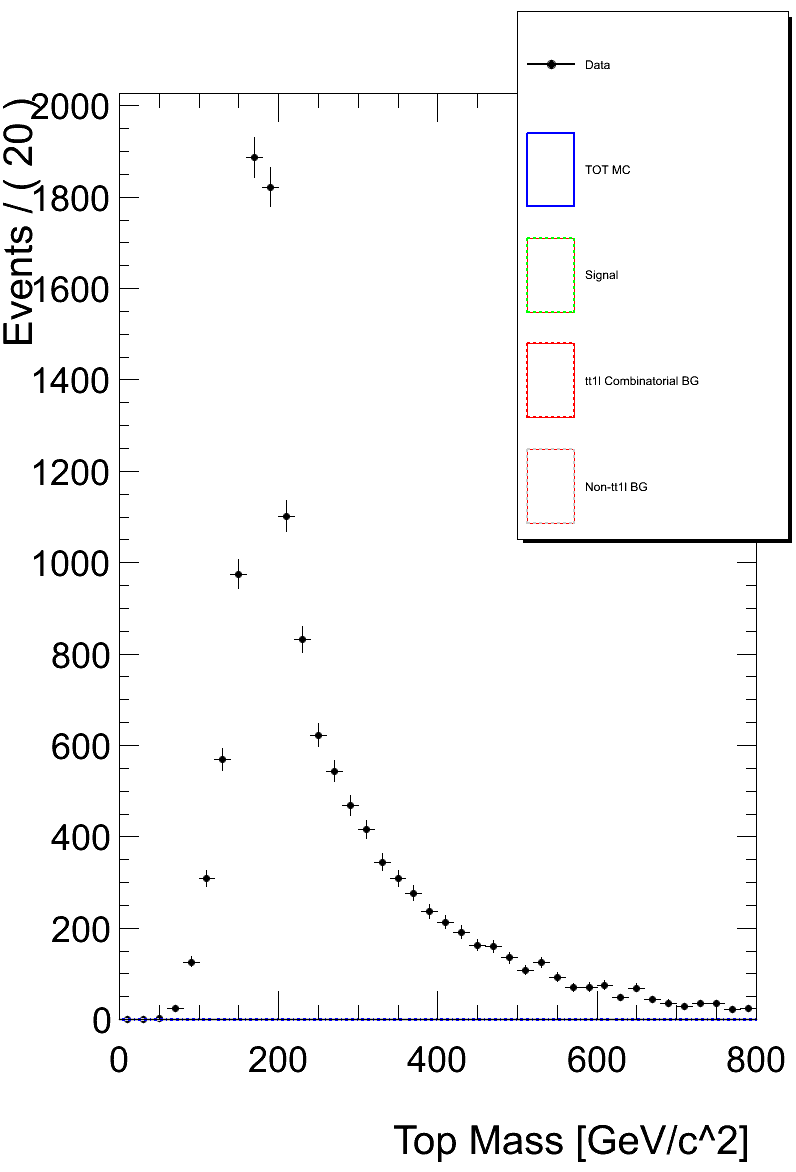 Data
TOT MC
Signal
tt1l Combinatorial BG
Non-tt1l BG
Events / ( 20 )
2000
1800
1600
1400
1200
1000
800
600
400
200
0
0 200 400 600 800
Top Mass [GeV/c^2]